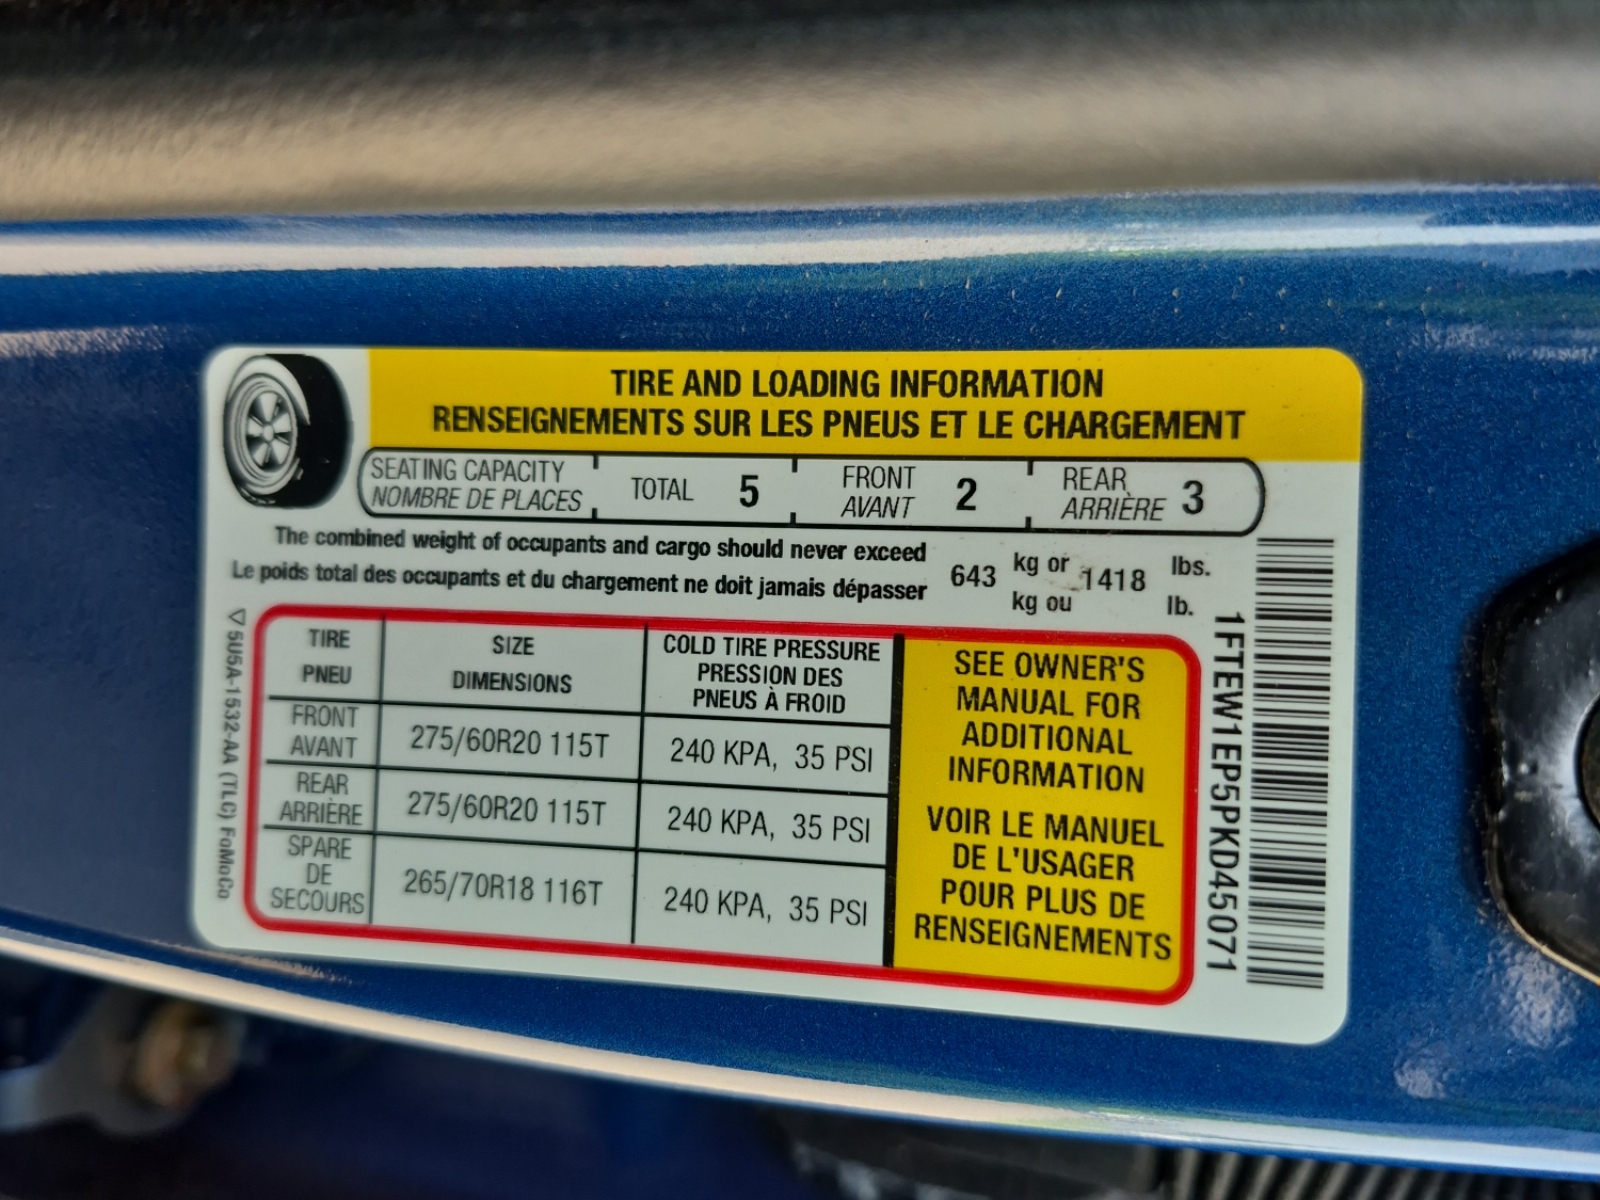 TIRE AND LOADING INFORMATION
RENSEIGNEMENTS SUR LES PNEUS ET LE CHARGEMENT
SEATING CAPACITY
NOMBRE DE PLACES
TOTAL 5
FRONT
AVANT
2
REAR
ARRIÈRE
3
The combined weight of occupants and cargo should never exceed
Le poids total des occupants et du chargement ne doit jamais dépasser
643
kg or
kg ou
1418
lbs.
lb.
TIRE
PNEU
SIZE
DIMENSIONS
COLD TIRE PRESSURE
PRESSION DES
PNEUS À FROID
FRONT
AVANT
275/60R20 115T
240 KPA, 35 PSI
REAR
ARRIÈRE
275/60R20 115T
240 KPA, 35 PSI
SPARE
DE
SECOURS
265/70R18 116T
240 KPA, 35 PSI
SEE OWNER'S
MANUAL FOR
ADDITIONAL
INFORMATION
VOIR LE MANUEL
DE L'USAGER
POUR PLUS DE
RENSEIGNEMENTS
5U5A-1532-AA (TLC) FoMoCo
1FTEW1EP5PKD45071